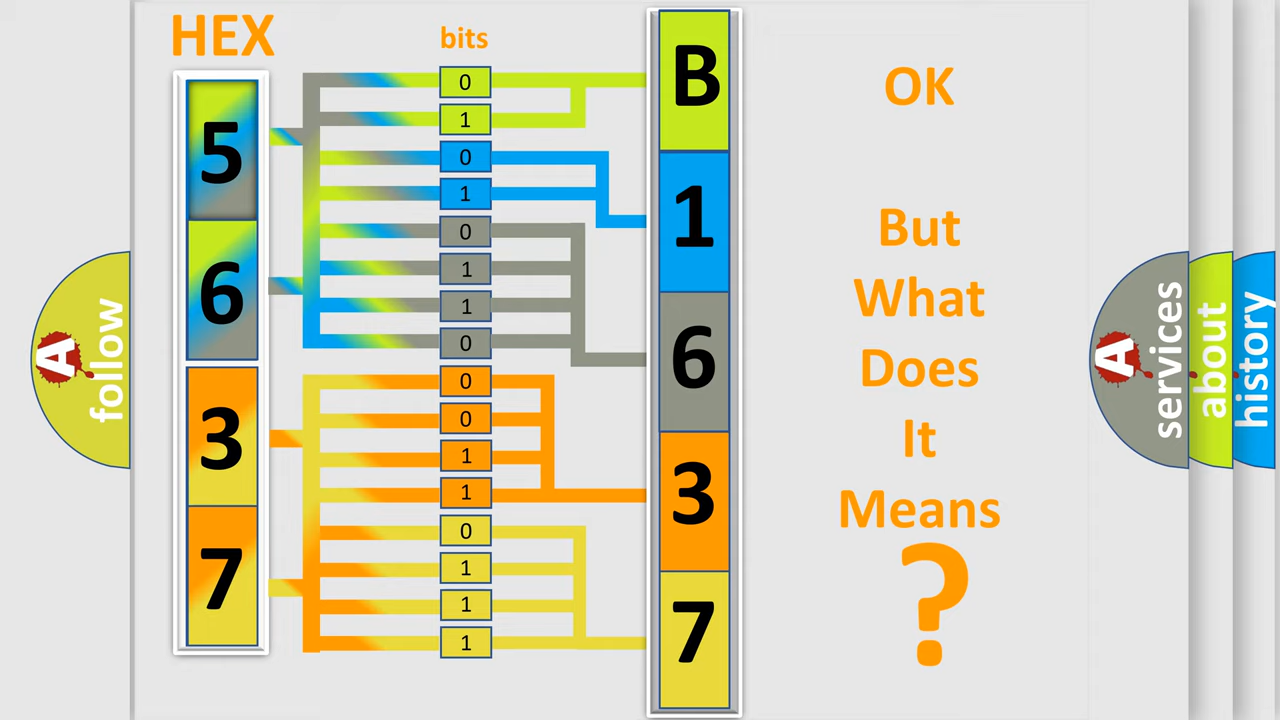 HEX
bits
5
6
3
7
0
1
0
1
0
1
1
0
0
0
1
1
0
1
1
1
B
1
6
3
7
OK
But
What
Does
It
Means
?
A
follow
A
services
about
history